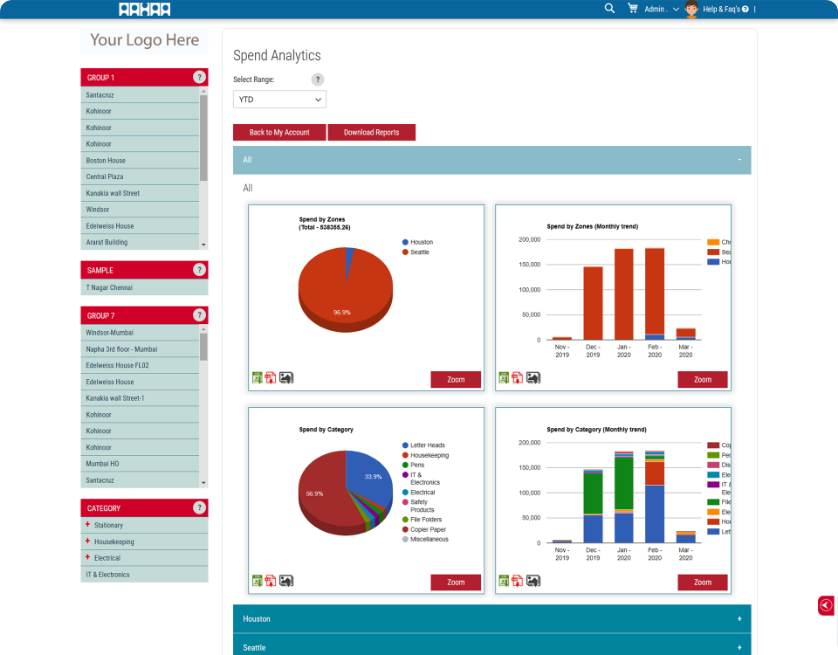 AAHAA
Admin .
Help & Faq's ?
Your Logo Here
GROUP 1 ?
Santacruz
Kohinoor
Kohinoor
Kohinoor
Boston House
Central Plaza
Kanakia wall Street
Windsor
Edelweiss House
Ararat Building
SAMPLE ?
T Nagar Chennai
GROUP 7 ?
Windsor-Mumbai
Napha 3rd floor - Mumbai
Edelweiss House FL02
Edelweiss House
Kanakia wall Street-1
Kohinoor
Kohinoor
Kohinoor
Mumbai HO
Santacruz
CATEGORY ?
+ Stationary
+ Housekeeping
+ Electrical
IT & Electronics
Spend Analytics
Select Range: ?
YTD
Back to My Account
Download Reports
All -
All
Spend by Zones
(Total - 538355.26)
Houston
Seattle
96.9%
Zoom
Spend by Zones (Monthly trend)
200,000
150,000
100,000
50,000
0
Nov - 2019
Dec - 2019
Jan - 2020
Feb - 2020
Mar - 2020
Ch
Sea
Hou
Zoom
Spend by Category
33.9%
56.9%
Letter Heads
Housekeeping
Pens
IT &
Electronics
Electrical
Safety
Products
File Folders
Copier Paper
Miscellaneous
Zoom
Spend by Category (Monthly trend)
200,000
150,000
100,000
50,000
0
Nov - 2019
Dec - 2019
Jan - 2020
Feb - 2020
Mar - 2020
Cop
Pen
Ele
IT &
Ele
File
Ele
Hou
Lett
Zoom
Houston +
Seattle +